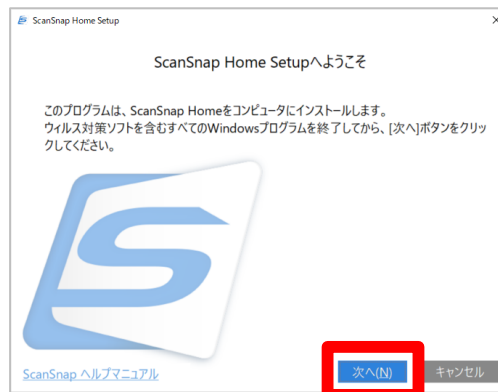 ScanSnap Home Setup
ScanSnap Home Setupへようこそ
このプログラムは、ScanSnap Homeをコンピュータにインストールします。
ウィルス対策ソフトを含むすべてのWindowsプログラムを終了してから、[次へ]ボタンをクリッ
クしてください。
ScanSnap ヘルプマニュアル
次へ(N)
キャンセル